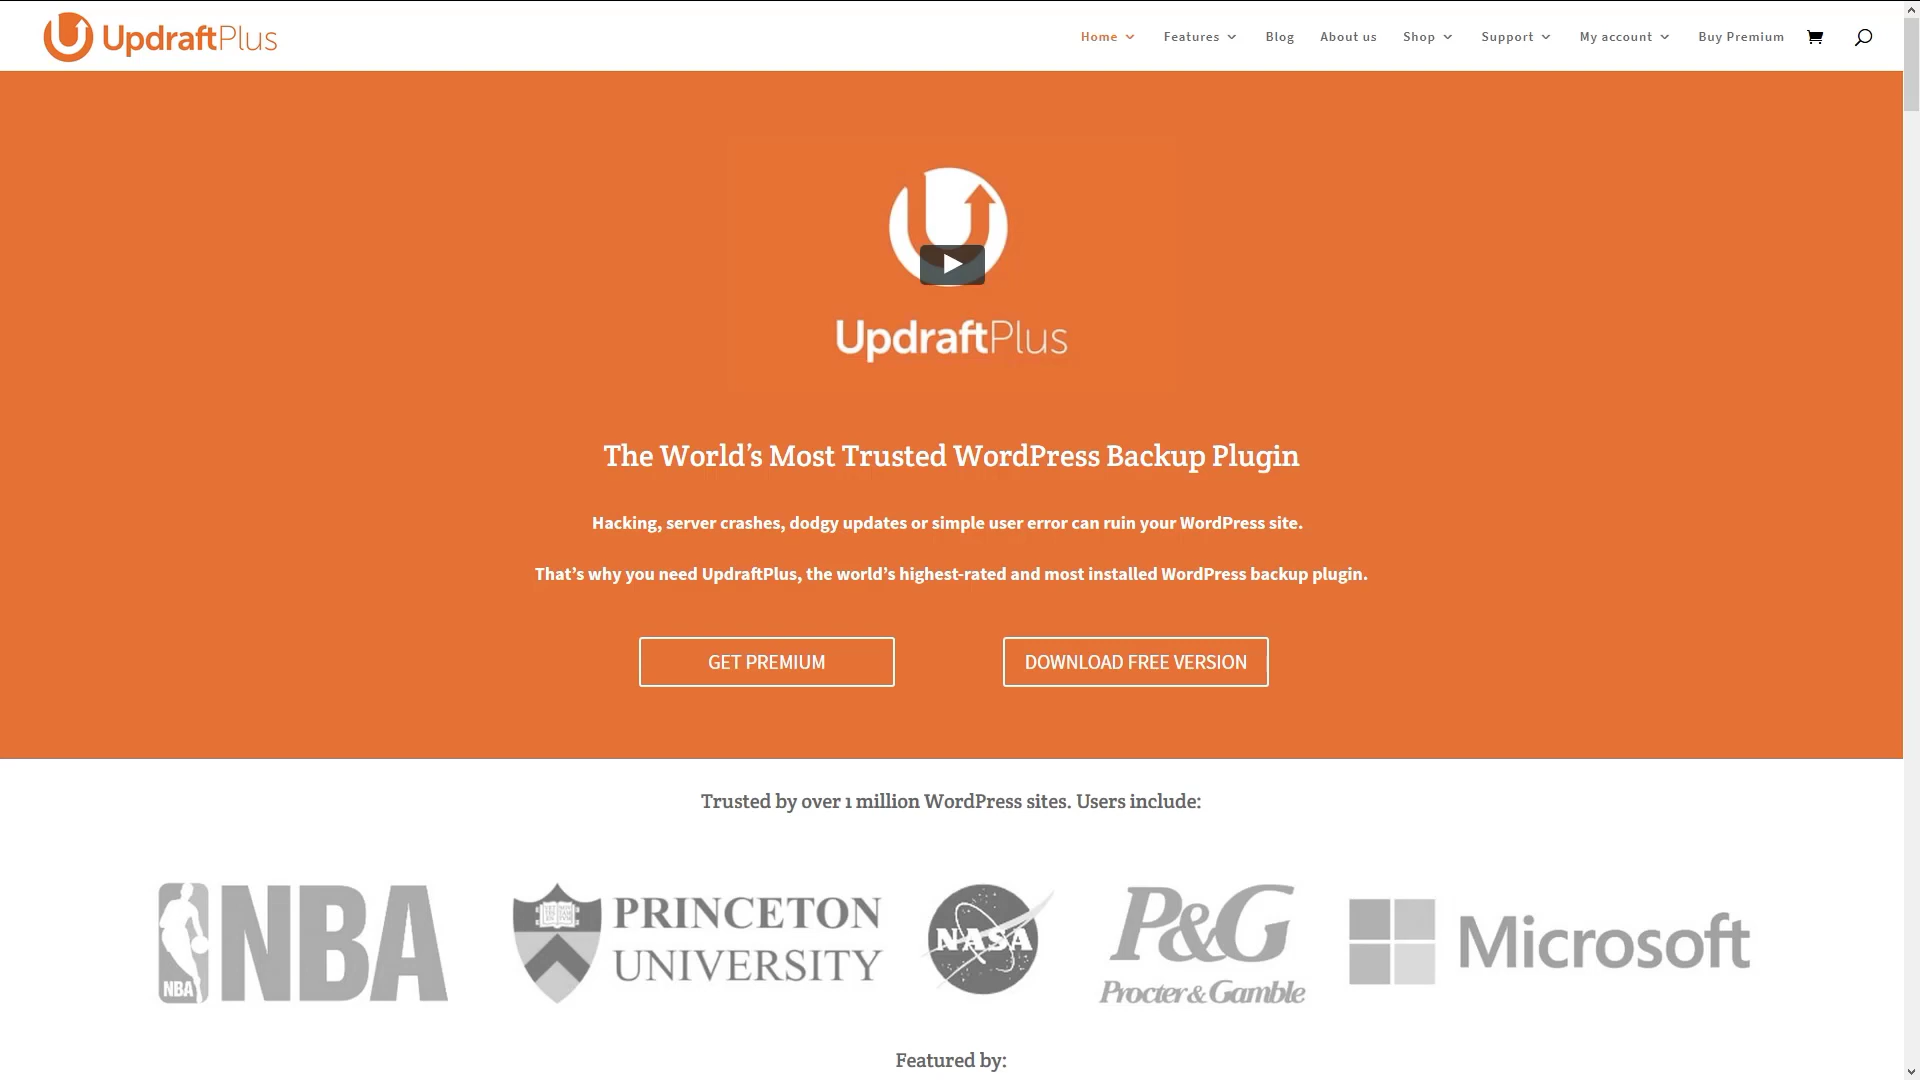 UpdraftPlus
Home Features Blog About us Shop Support My account Buy Premium
UpdraftPlus
The World’s Most Trusted WordPress Backup Plugin
Hacking, server crashes, dodgy updates or simple user error can ruin your WordPress site.
That’s why you need UpdraftPlus, the world’s highest-rated and most installed WordPress backup plugin.
GET PREMIUM DOWNLOAD FREE VERSION
Trusted by over 1 million WordPress sites. Users include:
NBA NBA
PRINCETON
UNIVERSITY
NASA
P&G
Procter & Gamble
Microsoft
Featured by: